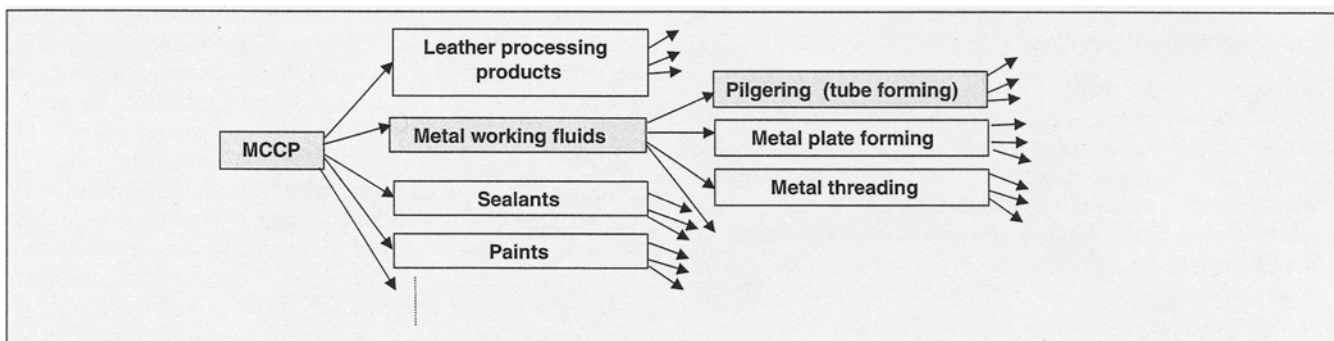 Leather processing
products
Pilgering (tube forming)
MCCP
Metal working fluids
Metal plate forming
Metal threading
Sealants
Paints